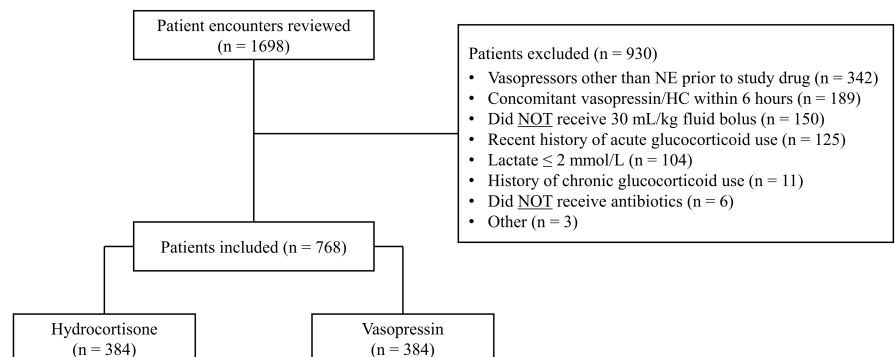 Patient encounters reviewed
(n = 1698)
Patients excluded (n = 930)
• Vasopressors other than NE prior to study drug (n = 342)
• Concomitant vasopressin/HC within 6 hours (n = 189)
• Did NOT receive 30 mL/kg fluid bolus (n = 150)
• Recent history of acute glucocorticoid use (n = 125)
• Lactate ≤ 2 mmol/L (n = 104)
• History of chronic glucocorticoid use (n = 11)
• Did NOT receive antibiotics (n = 6)
• Other (n = 3)
Patients included (n = 768)
Hydrocortisone
(n = 384)
Vasopressin
(n = 384)